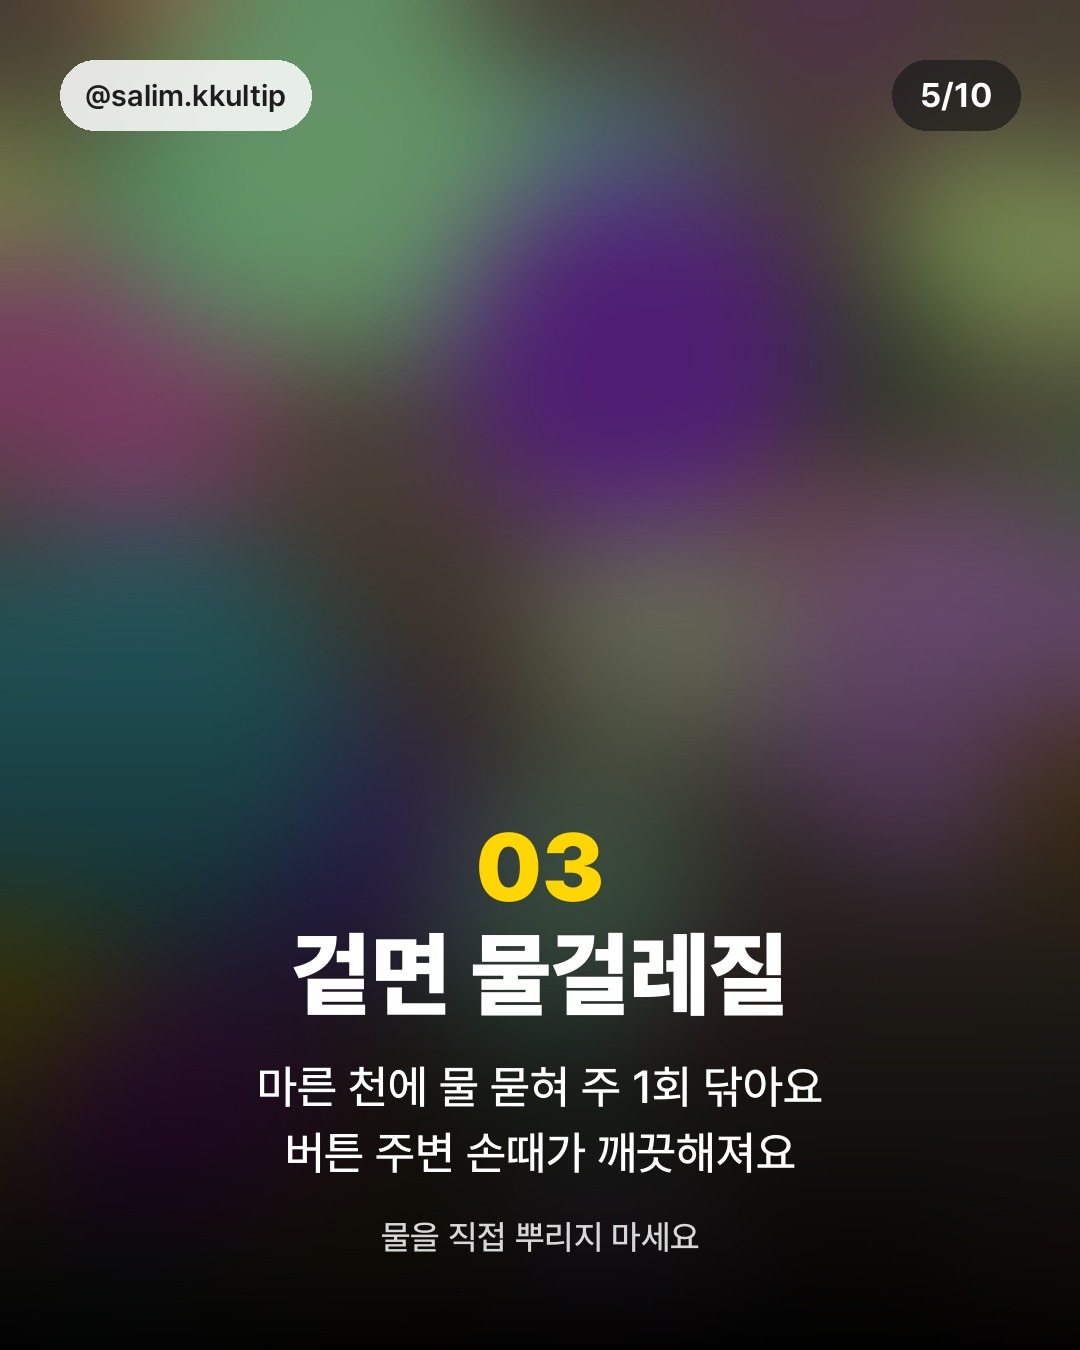 @salim.kkultip
5/10
03
겉면 물걸레질
마른 천에 물 묻혀 주 1회 닦아요
버튼 주변 손때가 깨끗해져요
물을 직접 뿌리지 마세요